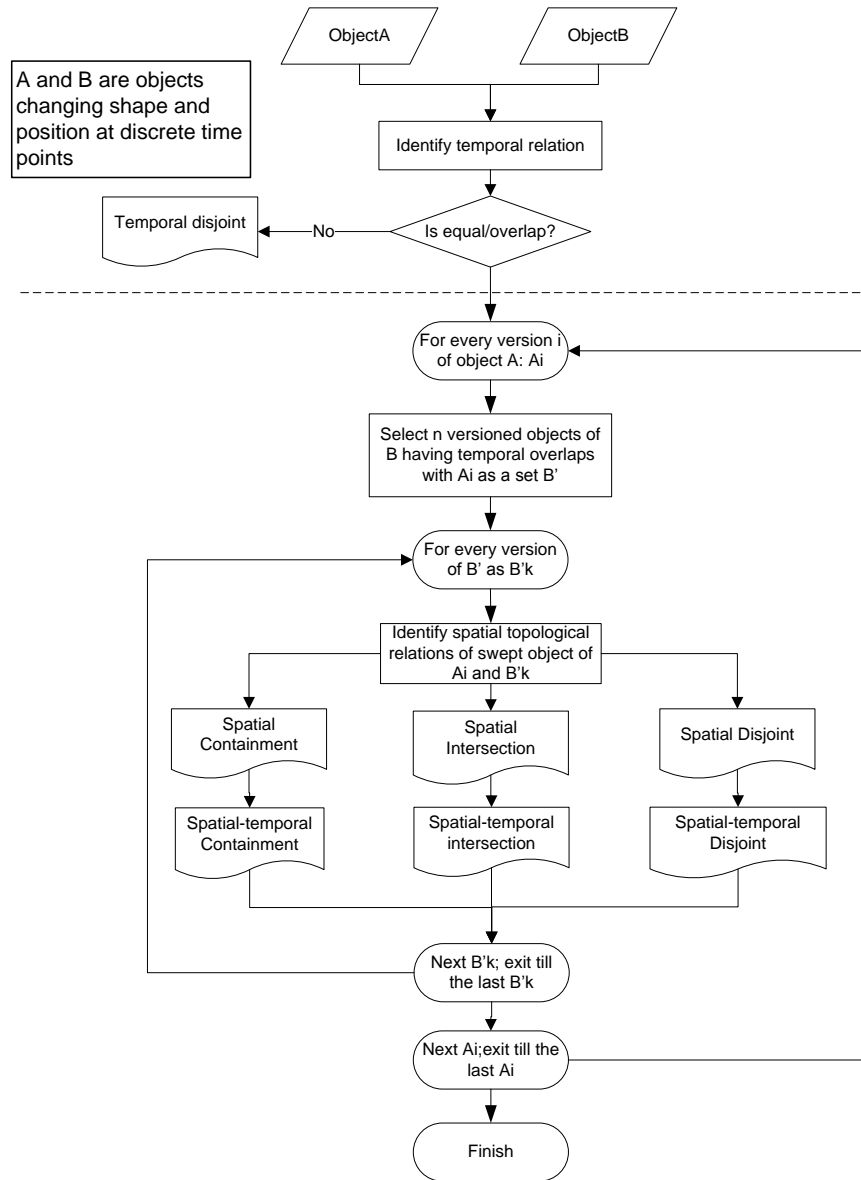 ObjectA
ObjectB
A and B are objects
changing shape and
position at discrete time
points
Identify temporal relation
Temporal disjoint
No
Is equal/overlap?
For every version i
of object A: Ai
Select n versioned objects of
B having temporal overlaps
with Ai as a set B’
For every version
of B’ as B’k
Identify spatial topological
relations of swept object of
Ai and B’k
Spatial
Containment
Spatial
Intersection
Spatial Disjoint
Spatial-temporal
Containment
Spatial-temporal
intersection
Spatial-temporal
Disjoint
Next B’k; exit till
the last B’k
Next Ai;exit till the
last Ai
Finish